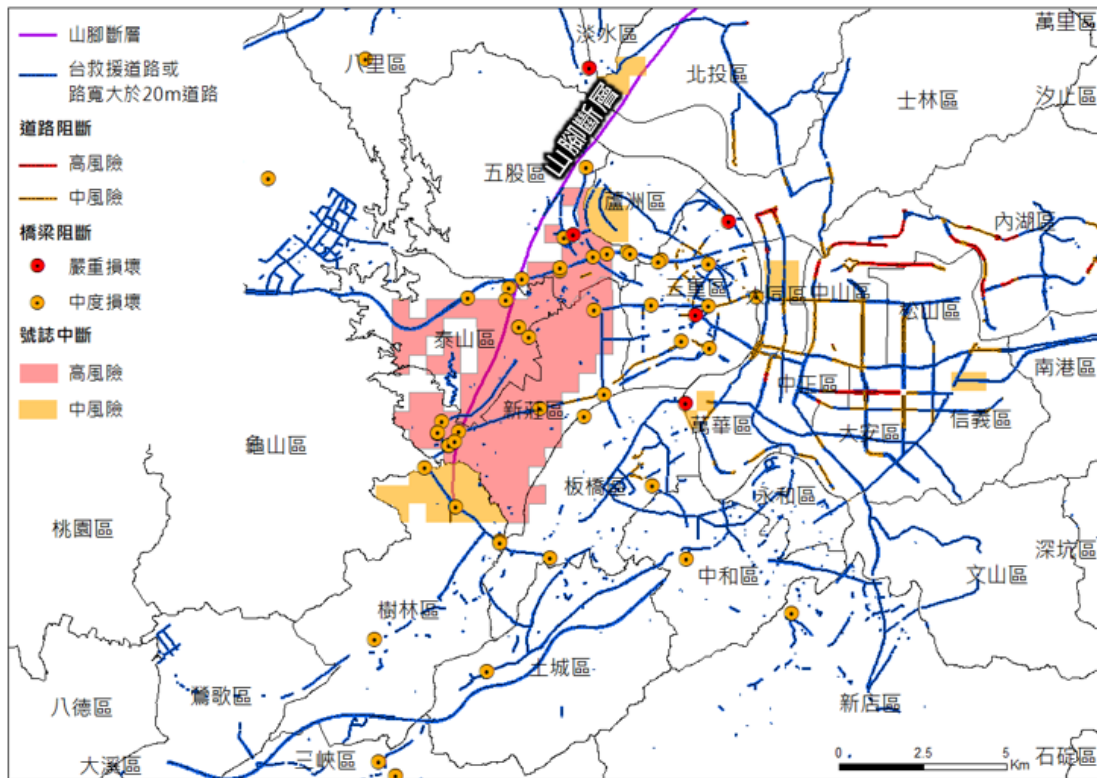 山腳斷層
台救援道路或
路寬大於20m道路
道路阻斷
高風險
中風險
橋梁阻斷
嚴重損壞
中度損壞
號誌中斷
高風險
中風險
淡水區
萬里區
八里區
北投區
士林區
汐止區
山腳斷層
五股區
蘆洲區
內湖區
三重區
大同區
中山區
松山區
泰山區
南港區
中正區
新莊區
萬華區
大安區
信義區
龜山區
板橋區
永和區
桃園區
中和區
文山區
深坑區
樹林區
土城區
鶯歌區
新店區
八德區
大溪區
三峽區
石碇區
0 2.5 5 Km